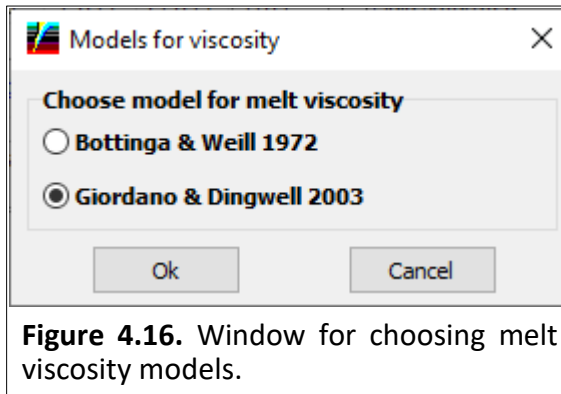 Models for viscosity
Choose model for melt viscosity
Bottinga & Weill 1972
Giordano & Dingwell 2003
Ok Cancel
Figure 4.16. Window for choosing melt
viscosity models.